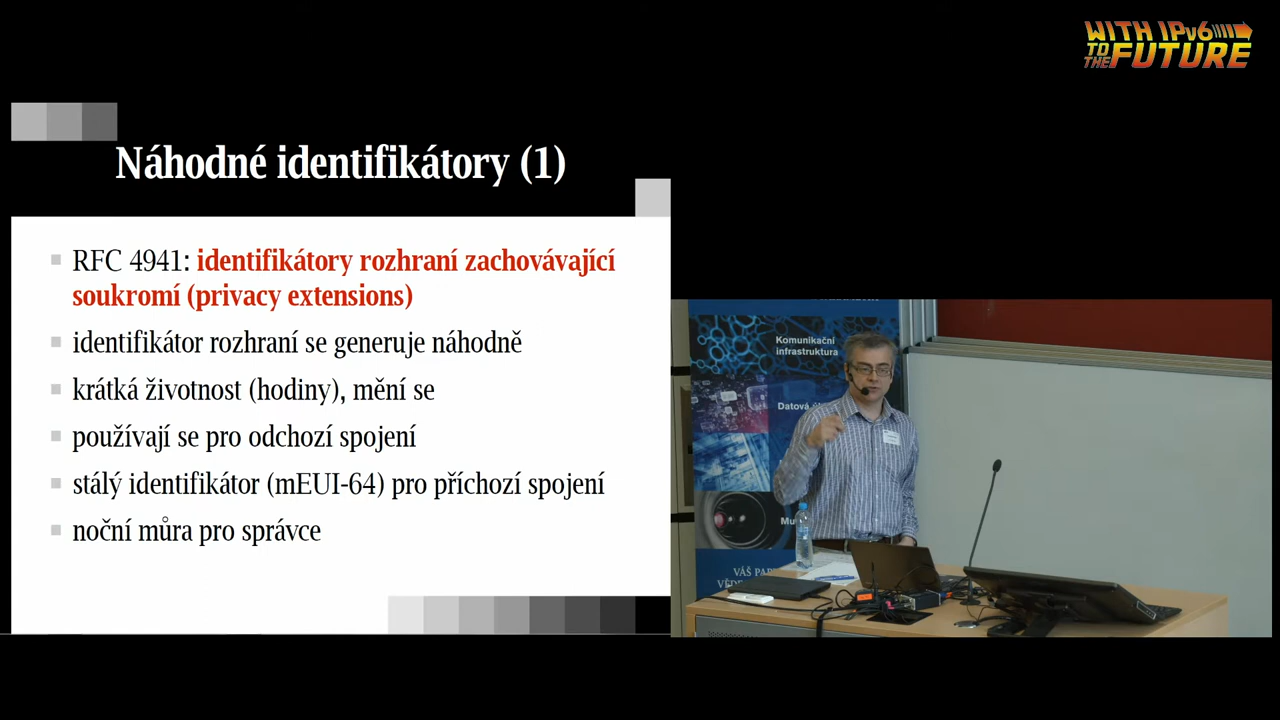 WITH IPv6
TO THE FUTURE
Náhodné identifikátory (1)
RFC 4941: identifikátory rozhraní zachovávající
soukromí (privacy extensions)
identifikátor rozhraní se generuje náhodně
krátká životnost (hodiny), mění se
používají se pro odchozí spojení
stálý identifikátor (mEUI-64) pro příchozí spojení
noční můra pro správce
Komunikační
infrastruktura
Datová
VÁŠ